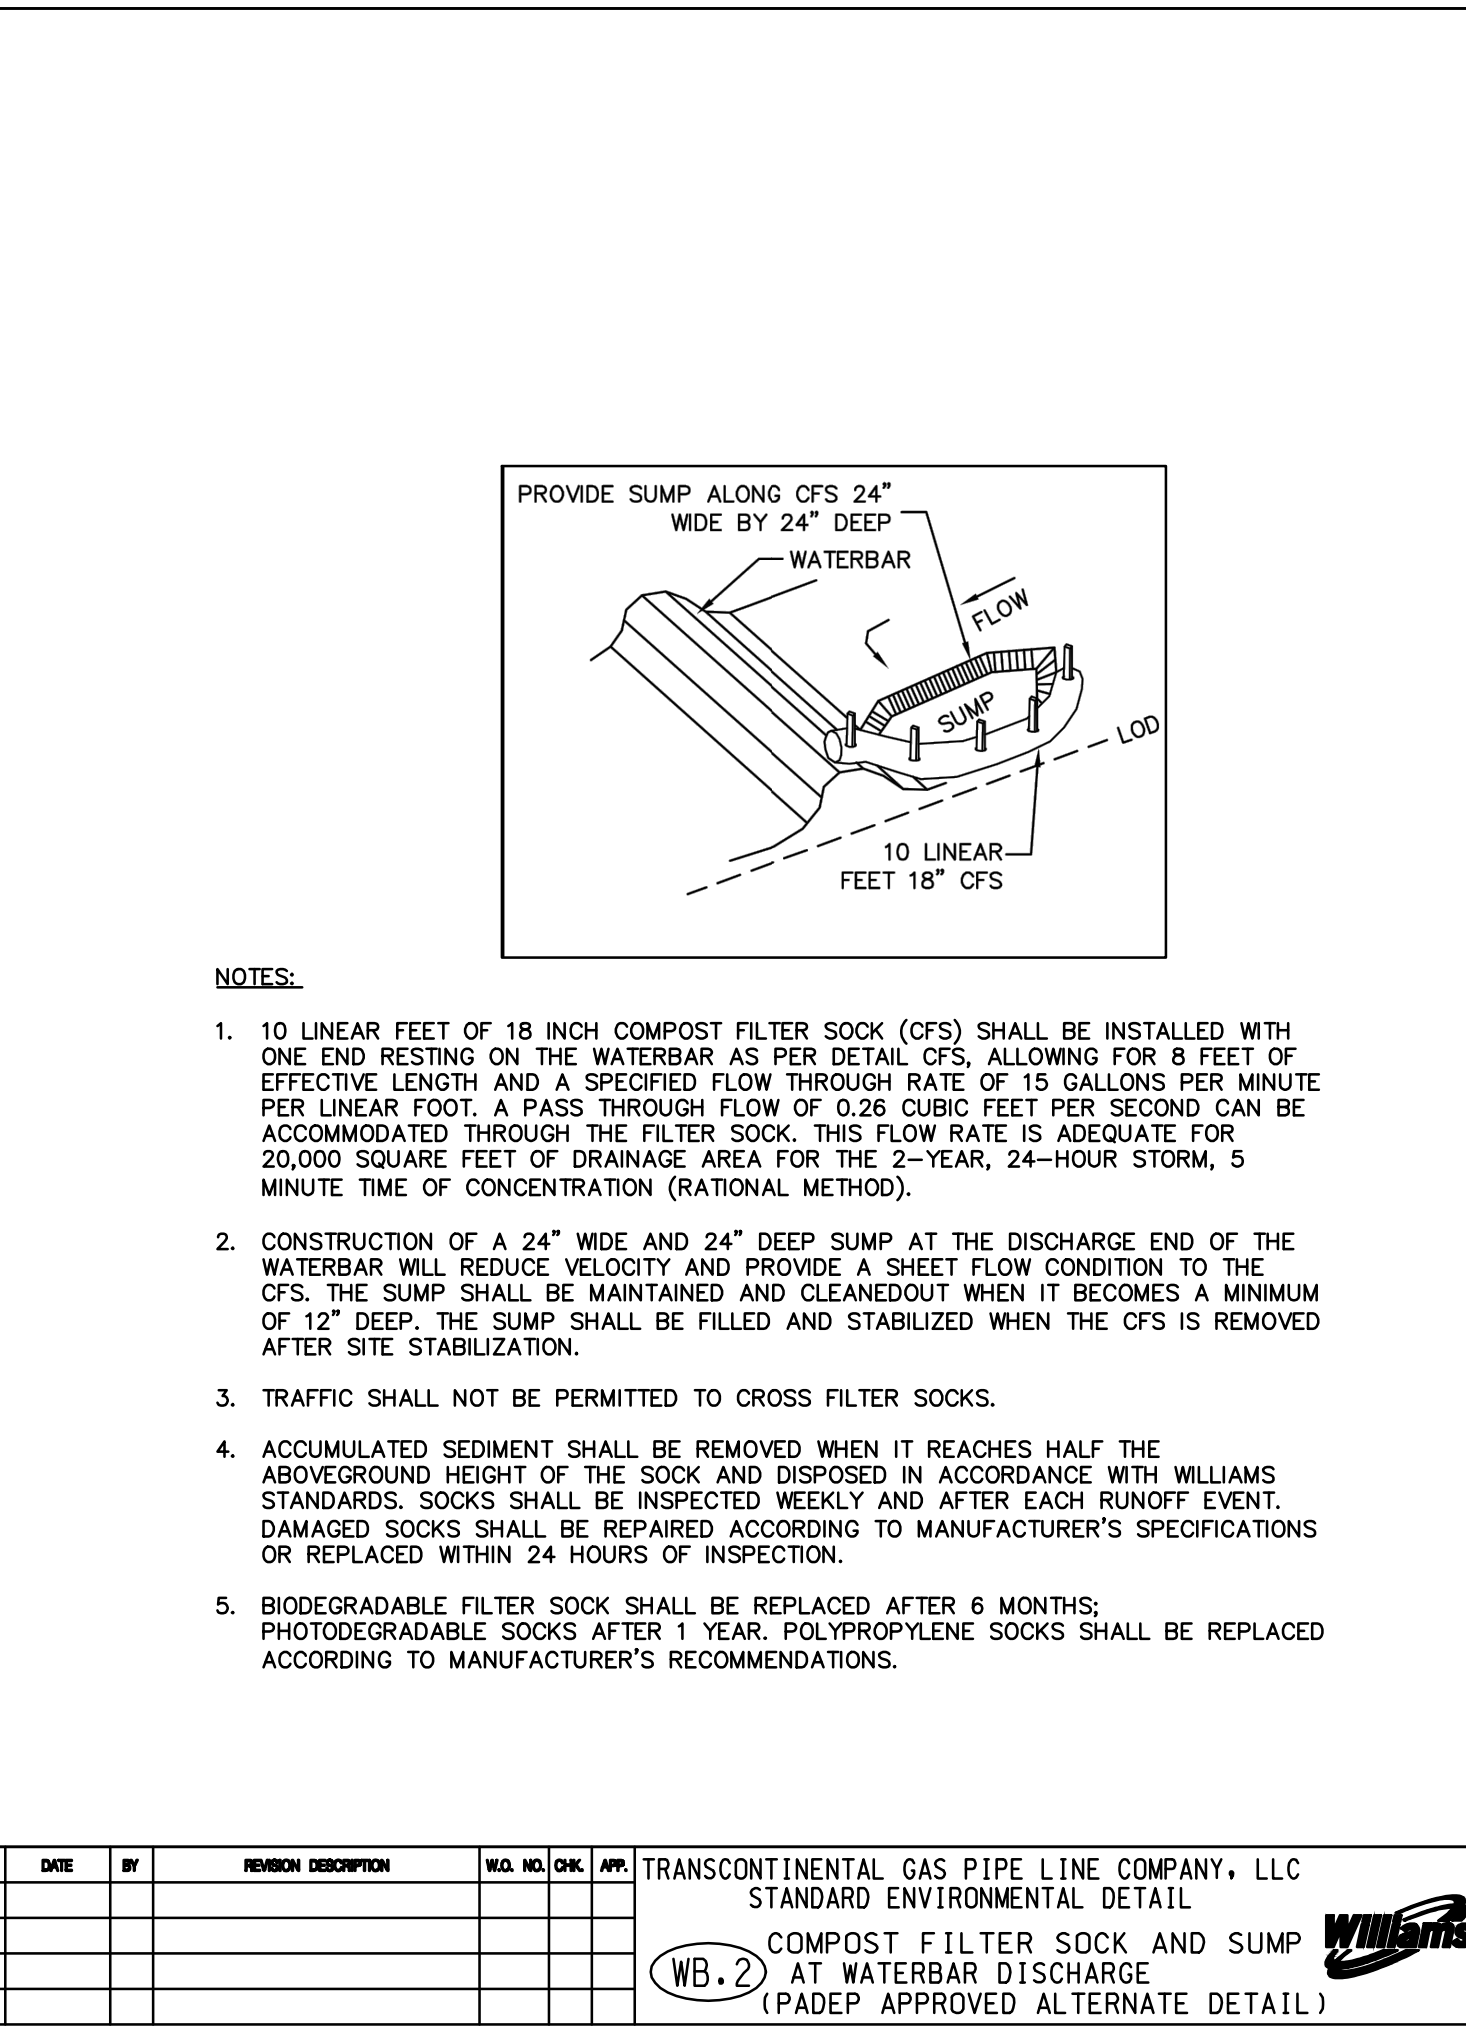 PROVIDE SUMP ALONG CFS 24"
WIDE BY 24" DEEP
WATERBAR
FLOW
SUMP
LOD
10 LINEAR
FEET 18" CFS
NOTES:
1. 10 LINEAR FEET OF 18 INCH COMPOST FILTER SOCK (CFS) SHALL BE INSTALLED WITH
ONE END RESTING ON THE WATERBAR AS PER DETAIL CFS, ALLOWING FOR 8 FEET OF
EFFECTIVE LENGTH AND A SPECIFIED FLOW THROUGH RATE OF 15 GALLONS PER MINUTE
PER LINEAR FOOT. A PASS THROUGH FLOW OF 0.26 CUBIC FEET PER SECOND CAN BE
ACCOMMODATED THROUGH THE FILTER SOCK. THIS FLOW RATE IS ADEQUATE FOR
20,000 SQUARE FEET OF DRAINAGE AREA FOR THE 2-YEAR, 24-HOUR STORM, 5
MINUTE TIME OF CONCENTRATION (RATIONAL METHOD).
2. CONSTRUCTION OF A 24" WIDE AND 24" DEEP SUMP AT THE DISCHARGE END OF THE
WATERBAR WILL REDUCE VELOCITY AND PROVIDE A SHEET FLOW CONDITION TO THE
CFS. THE SUMP SHALL BE MAINTAINED AND CLEANEDOUT WHEN IT BECOMES A MINIMUM
OF 12" DEEP. THE SUMP SHALL BE FILLED AND STABILIZED WHEN THE CFS IS REMOVED
AFTER SITE STABILIZATION.
3. TRAFFIC SHALL NOT BE PERMITTED TO CROSS FILTER SOCKS.
4. ACCUMULATED SEDIMENT SHALL BE REMOVED WHEN IT REACHES HALF THE
ABOVEGROUND HEIGHT OF THE SOCK AND DISPOSED IN ACCORDANCE WITH WILLIAMS
STANDARDS. SOCKS SHALL BE INSPECTED WEEKLY AND AFTER EACH RUNOFF EVENT.
DAMAGED SOCKS SHALL BE REPAIRED ACCORDING TO MANUFACTURER'S SPECIFICATIONS
OR REPLACED WITHIN 24 HOURS OF INSPECTION.
5. BIODEGRADABLE FILTER SOCK SHALL BE REPLACED AFTER 6 MONTHS;
PHOTODEGRADABLE SOCKS AFTER 1 YEAR. POLYPROPYLENE SOCKS SHALL BE REPLACED
ACCORDING TO MANUFACTURER'S RECOMMENDATIONS.
DATE BY REVISION DESCRIPTION W.O. NO. CHK. APP.
TRANSCONTINENTAL GAS PIPE LINE COMPANY, LLC
STANDARD ENVIRONMENTAL DETAIL
WB.2
COMPOST FILTER SOCK AND SUMP
AT WATERBAR DISCHARGE
(PADEP APPROVED ALTERNATE DETAIL)
Williams